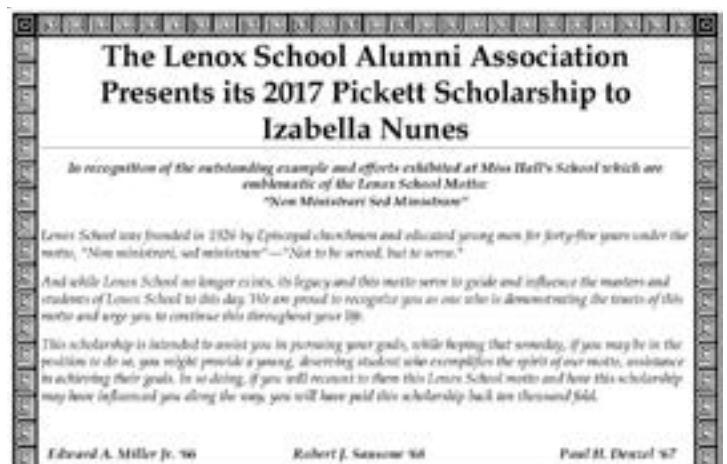 The Lenox School Alumni Association
Presents its 2017 Pickett Scholarship to
Izabella Nunes
In recognition of the outstanding example and efforts exhibited at Miss Hall's School which are
emblematic of the Lenox School Motto:
"Non Ministrari Sed Ministrare"
Lenox School was founded in 1926 by Episcopal churchmen and educated young men for forty-five years under the
motto, "Non ministrari, sed ministrare"—"Not to be served, but to serve."
And while Lenox School no longer exists, its legacy and this motto serve to guide and influence the masters and
students of Lenox School to this day. We are proud to recognize you as one who is demonstrating the tenets of this
motto and urge you to continue this throughout your life.
This scholarship is intended to assist you in pursuing your goals, while hoping that someday, if you may be in the
position to do so, you might provide a young, deserving student who exemplifies the spirit of our motto, assistance
in achieving their goals. In so doing, if you will recount to them this Lenox School motto and how this scholarship
may have influenced you along the way, you will have paid this scholarship back ten thousand fold.
Edward A. Miller Jr. '66 Robert J. Sansone '68 Paul H. Denzel '67